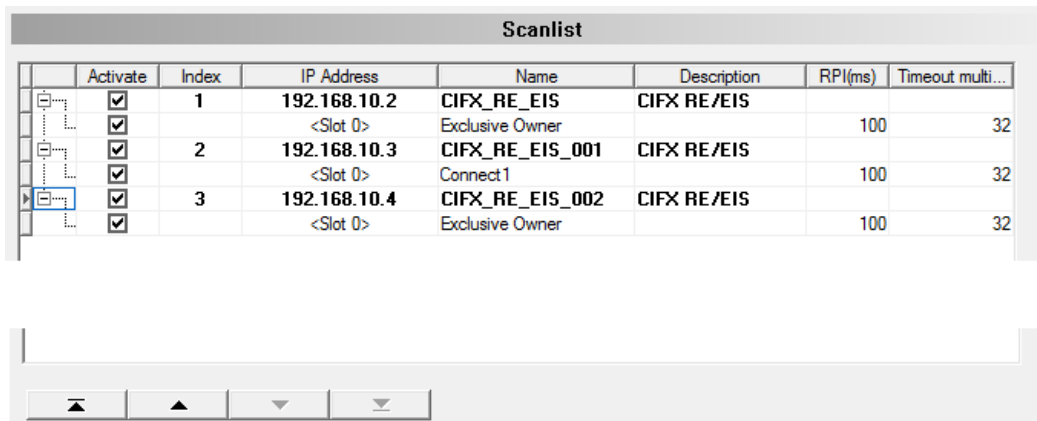 Scanlist
Activate Index IP Address Name Description RPI(ms) Timeout multi...
1 192.168.10.2 CIFX_RE_EIS CIFX RE/EIS
<Slot 0> Exclusive Owner 100 32
2 192.168.10.3 CIFX_RE_EIS_001 CIFX RE/EIS
<Slot 0> Connect1 100 32
3 192.168.10.4 CIFX_RE_EIS_002 CIFX RE/EIS
<Slot 0> Exclusive Owner 100 32